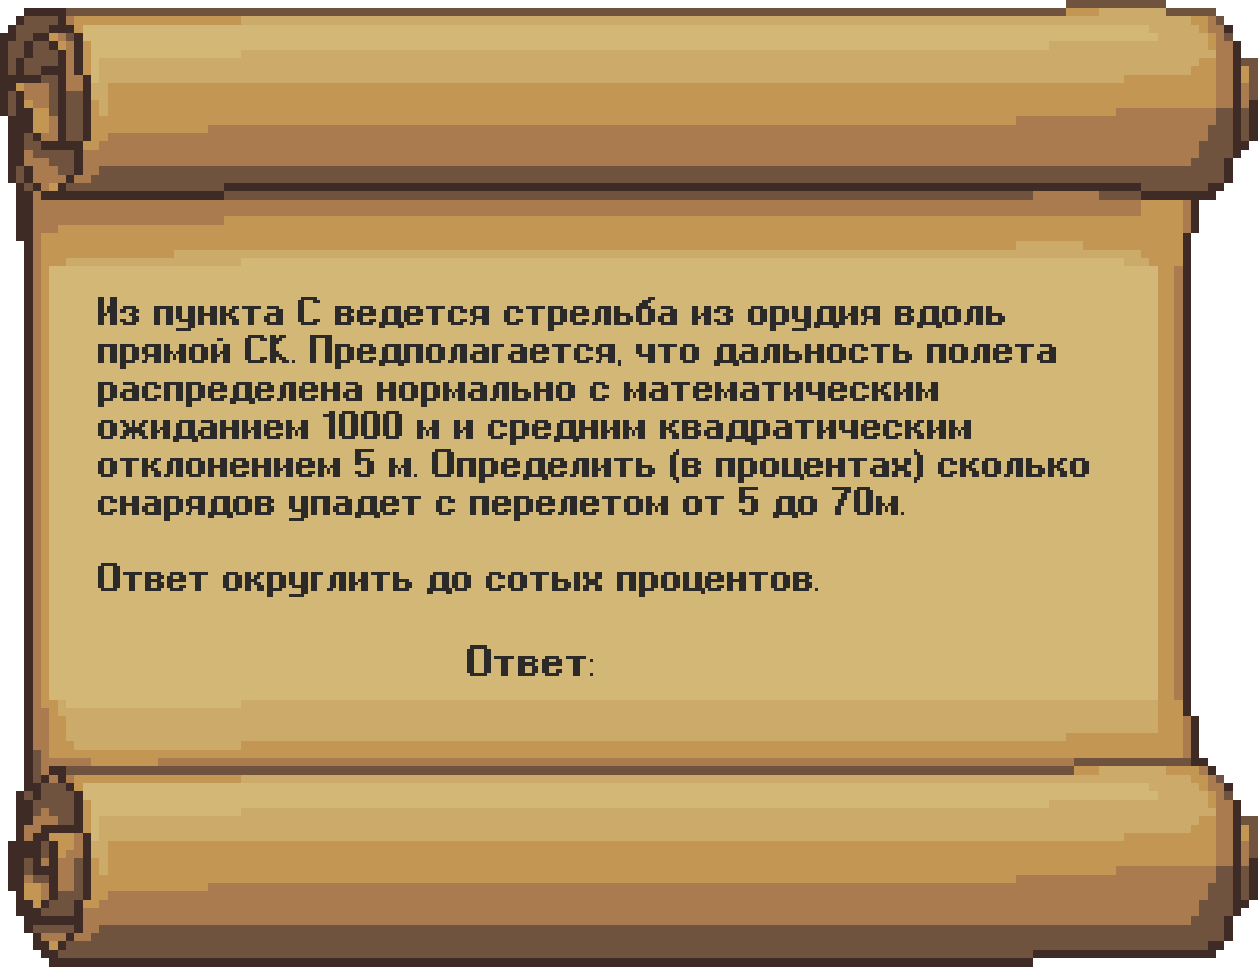 Из пункта С ведется стрельба из орудия вдоль
прямой СК. Предполагается, что дальность полета
распределена нормально с математическим
ожиданием 1000 м и средним квадратическим
отклонением 5 м. Определить (в процентах) сколько
снарядов упадет с перелетом от 5 до 70м.
Ответ округлить до сотых процентов.
Ответ: